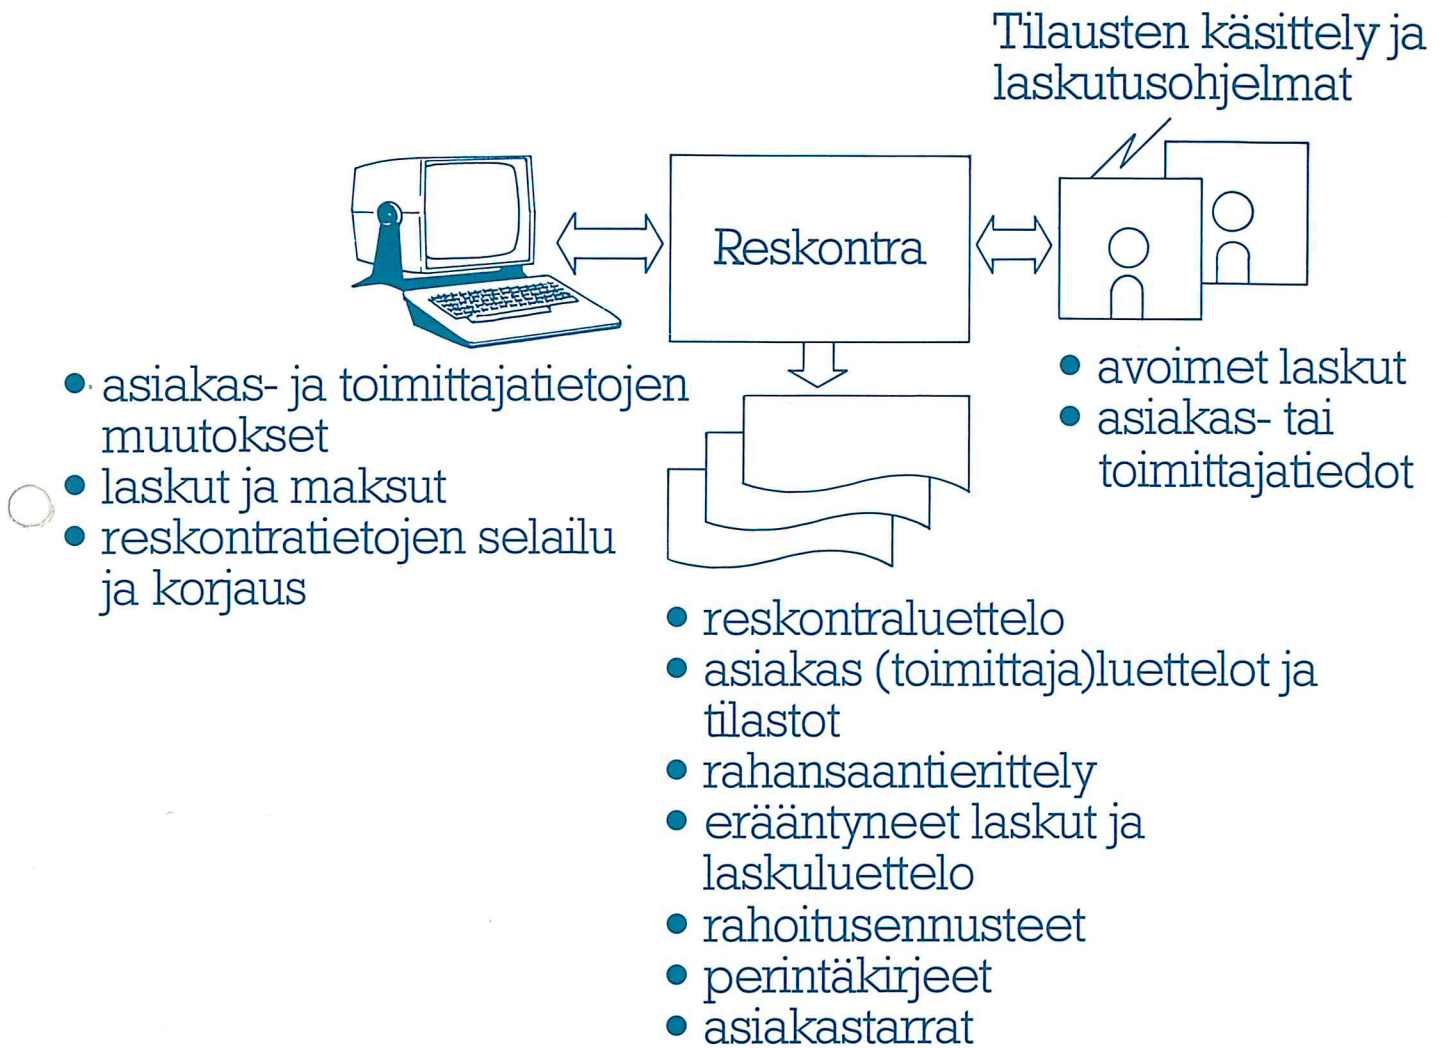 Tilausten käsittely ja
laskutusohjelmat
Reskontra
● asiakas- ja toimittajatietojen
muutokset
● laskut ja maksut
● reskontratietojen selailu
ja korjaus
● avoimet laskut
● asiakas- tai
toimittajatiedot
● reskontraluettelo
● asiakas (toimittaja)luettelot ja
tilastot
● rahansaantierittely
● erääntyneet laskut ja
laskuluettelo
● rahoitusennusteet
● perintäkirjeet
● asiakastarrat